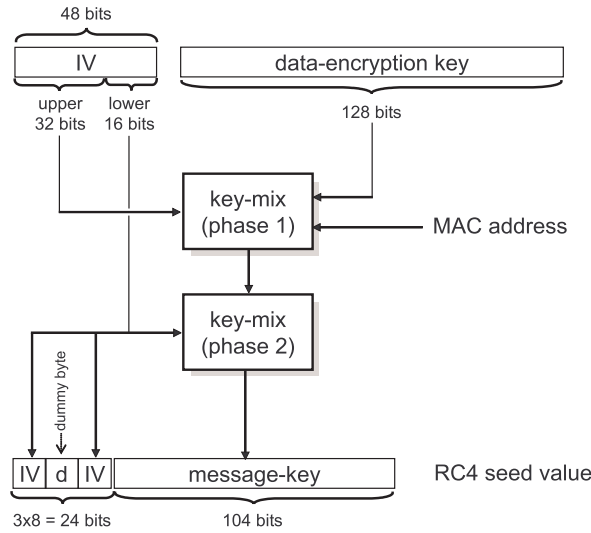 48 bits
IV
data-encryption key
upper
32 bits
lower
16 bits
128 bits
key-mix
(phase 1)
MAC address
key-mix
(phase 2)
dummy byte
IV d IV
message-key
RC4 seed value
3x8 = 24 bits
104 bits